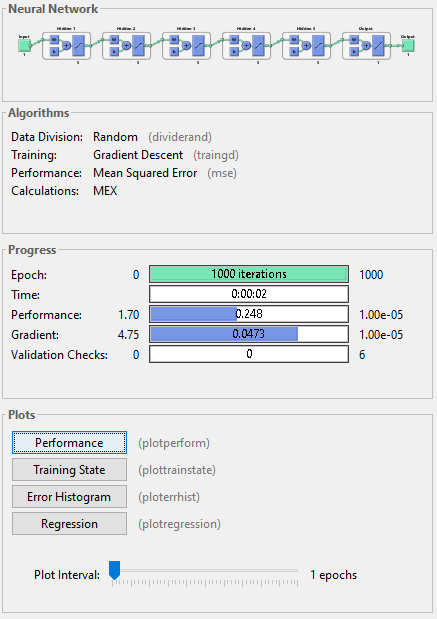 Neural Network
Hidden 1 Hidden 2 Hidden 3 Hidden 4 Hidden 5 Output
Input Output
W W W W W W
b b b b b b
1 5 5 5 5 5 1 1
Algorithms
Data Division: Random (dividerand)
Training: Gradient Descent (traingd)
Performance: Mean Squared Error (mse)
Calculations: MEX
Progress
Epoch: 0 1000 iterations 1000
Time: 0:00:02
Performance: 1.70 0.248 1.00e-05
Gradient: 4.75 0.0473 1.00e-05
Validation Checks: 0 0 6
Plots
Performance (plotperform)
Training State (plottrainstate)
Error Histogram (ploterrhist)
Regression (plotregression)
Plot Interval: 1 epochs